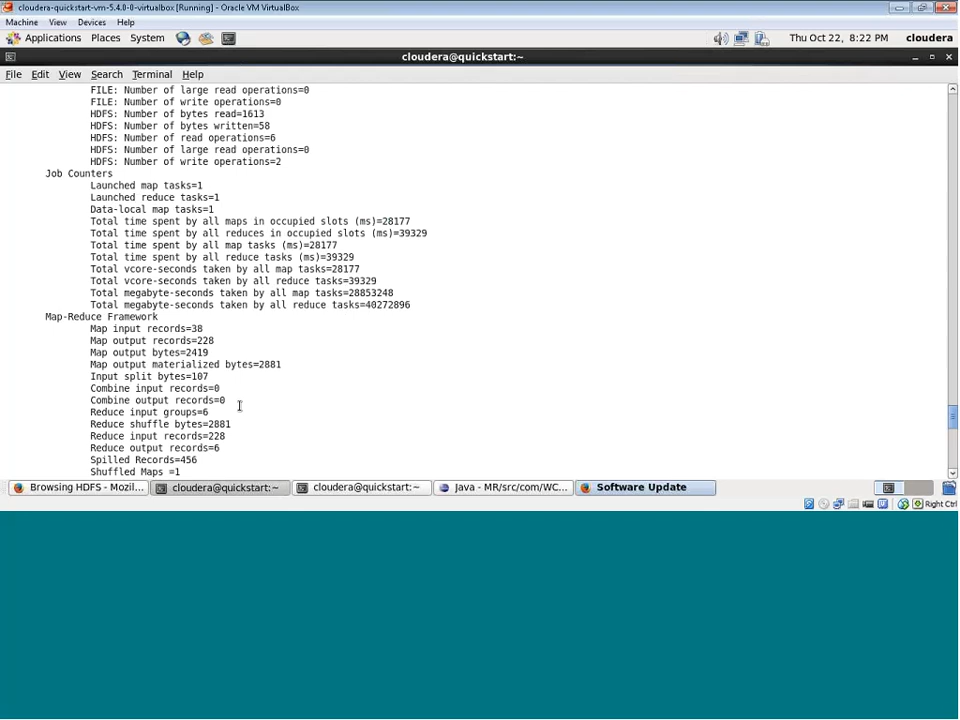 cloudera-quickstart-vm-5.4.0-0-virtualbox [Running] - Oracle VM VirtualBox
Machine View Devices Help
Applications Places System Thu Oct 22, 8:22 PM cloudera
cloudera@quickstart:~
File Edit View Search Terminal Help
FILE: Number of large read operations=0
FILE: Number of write operations=0
HDFS: Number of bytes read=1613
HDFS: Number of bytes written=58
HDFS: Number of read operations=6
HDFS: Number of large read operations=0
HDFS: Number of write operations=2
Job Counters
Launched map tasks=1
Launched reduce tasks=1
Data-local map tasks=1
Total time spent by all maps in occupied slots (ms)=28177
Total time spent by all reduces in occupied slots (ms)=39329
Total time spent by all map tasks (ms)=28177
Total time spent by all reduce tasks (ms)=39329
Total vcore-seconds taken by all map tasks=28177
Total vcore-seconds taken by all reduce tasks=39329
Total megabyte-seconds taken by all map tasks=28853248
Total megabyte-seconds taken by all reduce tasks=40272896
Map-Reduce Framework
Map input records=38
Map output records=228
Map output bytes=2419
Map output materialized bytes=2881
Input split bytes=107
Combine input records=0
Combine output records=0
Reduce input groups=6
Reduce shuffle bytes=2881
Reduce input records=228
Reduce output records=6
Spilled Records=456
Shuffled Maps =1
Browsing HDFS - Mozil... cloudera@quickstart:~ cloudera@quickstart:~ Java - MR/src/com/WC... Software Update
Right Ctrl